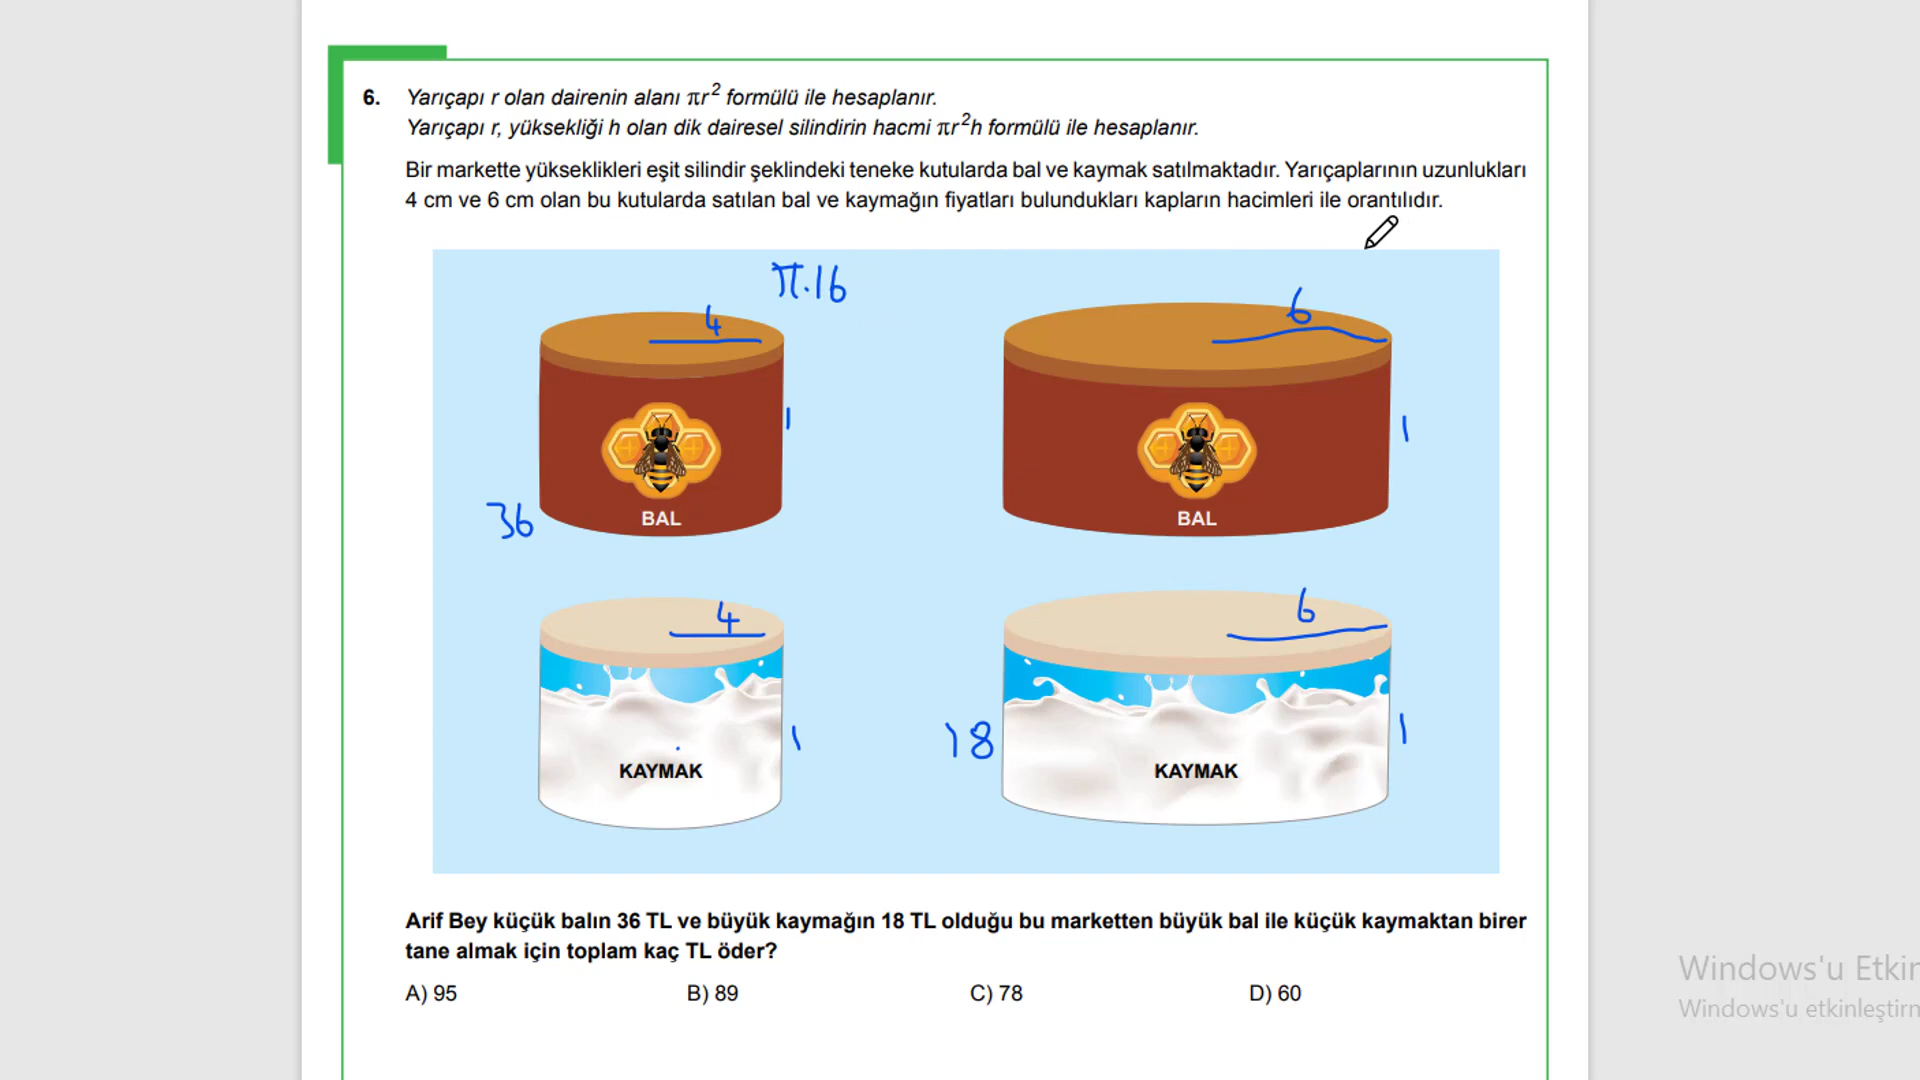 6. Yarıçapı r olan dairenin alanı πr² formülü ile hesaplanır.
Yarıçapı r, yüksekliği h olan dik dairesel silindirin hacmi πr²h formülü ile hesaplanır.
Bir markette yükseklikleri eşit silindir şeklindeki teneke kutularda bal ve kaymak satılmaktadır. Yarıçaplarının uzunlukları
4 cm ve 6 cm olan bu kutularda satılan bal ve kaymağın fiyatları bulundukları kapların hacimleri ile orantılıdır.
π.16
4
6
1
1
36
BAL
BAL
4
6
18
1
1
KAYMAK
KAYMAK
Arif Bey küçük balın 36 TL ve büyük kaymağın 18 TL olduğu bu marketten büyük bal ile küçük kaymaktan birer
tane almak için toplam kaç TL öder?
A) 95 B) 89 C) 78 D) 60
Windows'u Etkin
Windows'u etkinleştirm